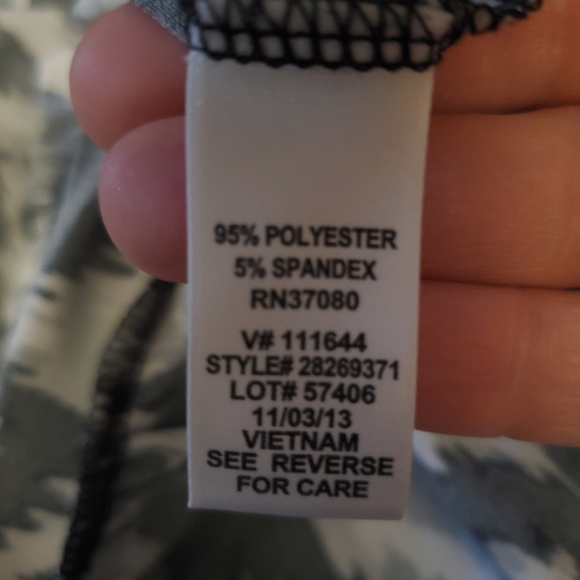 95% POLYESTER
5% SPANDEX
RN37080
V# 111644
STYLE# 28269371
LOT# 57406
11/03/13
VIETNAM
SEE REVERSE
FOR CARE